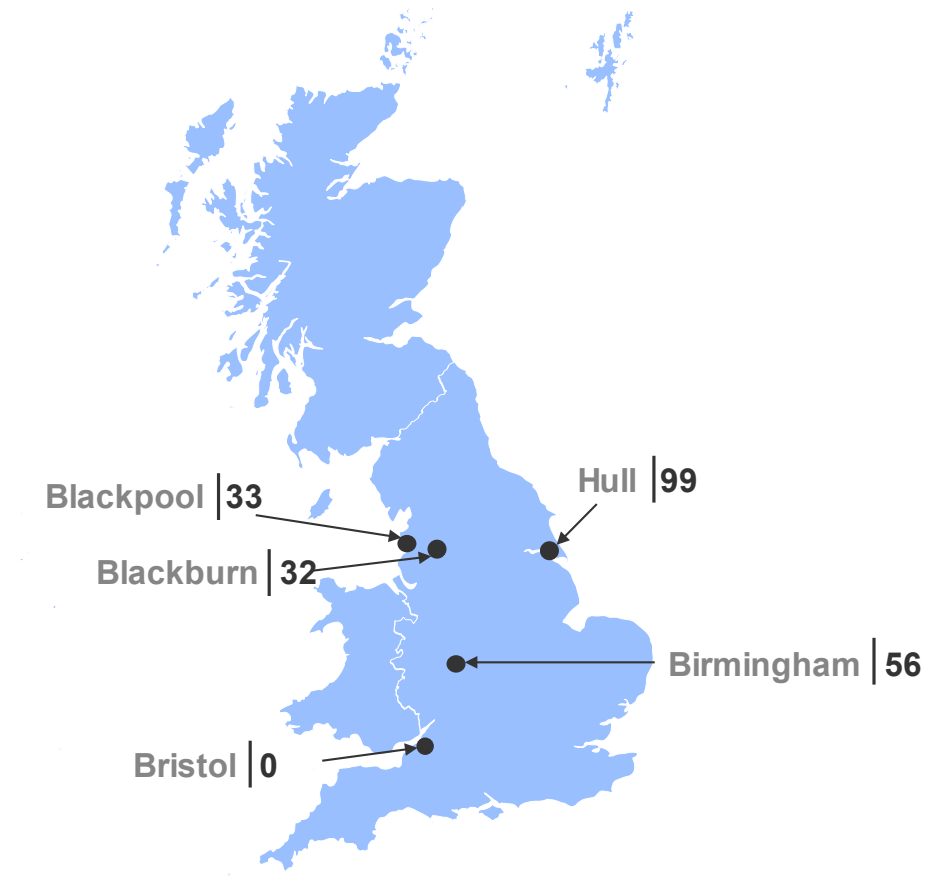 Hull | 99
Blackpool | 33
Blackburn | 32
Birmingham | 56
Bristol | 0